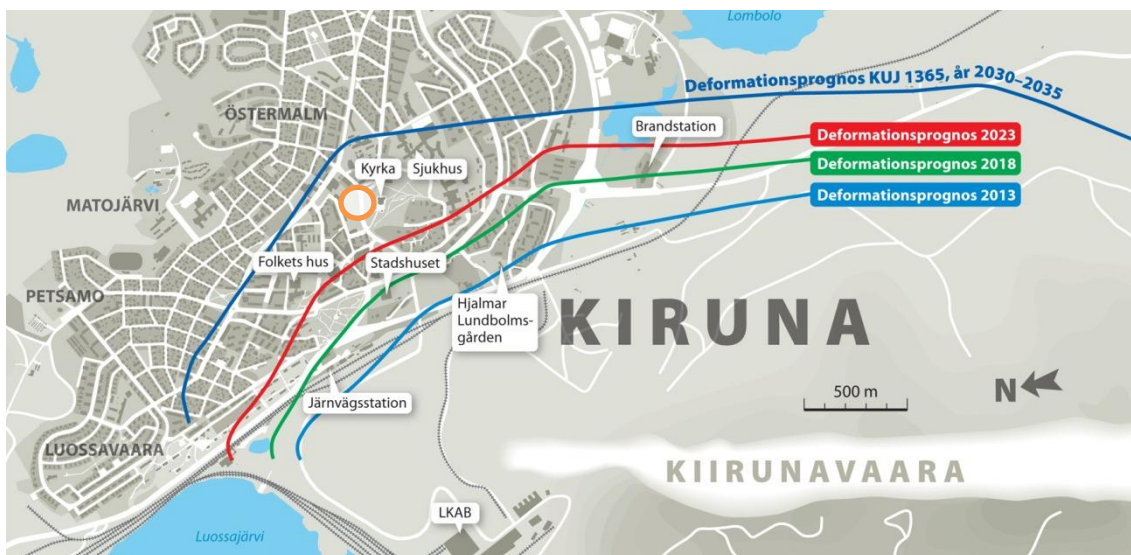 Lombolo
Deformationsprognos KUJ 1365, år 2030–2035
ÖSTERMALM
Brandstation
Deformationsprognos 2023
Kyrka
Sjukhus
Deformationsprognos 2018
MATOJÄRVI
Deformationsprognos 2013
Folkets hus
Stadshuset
PETSAMO
Hjalmar
Lundbolms-
gården
KIRUNA
N
500 m
Järnvägsstation
LUOSSAVAARA
KIIRUNAVAARA
LKAB
Luossajärvi